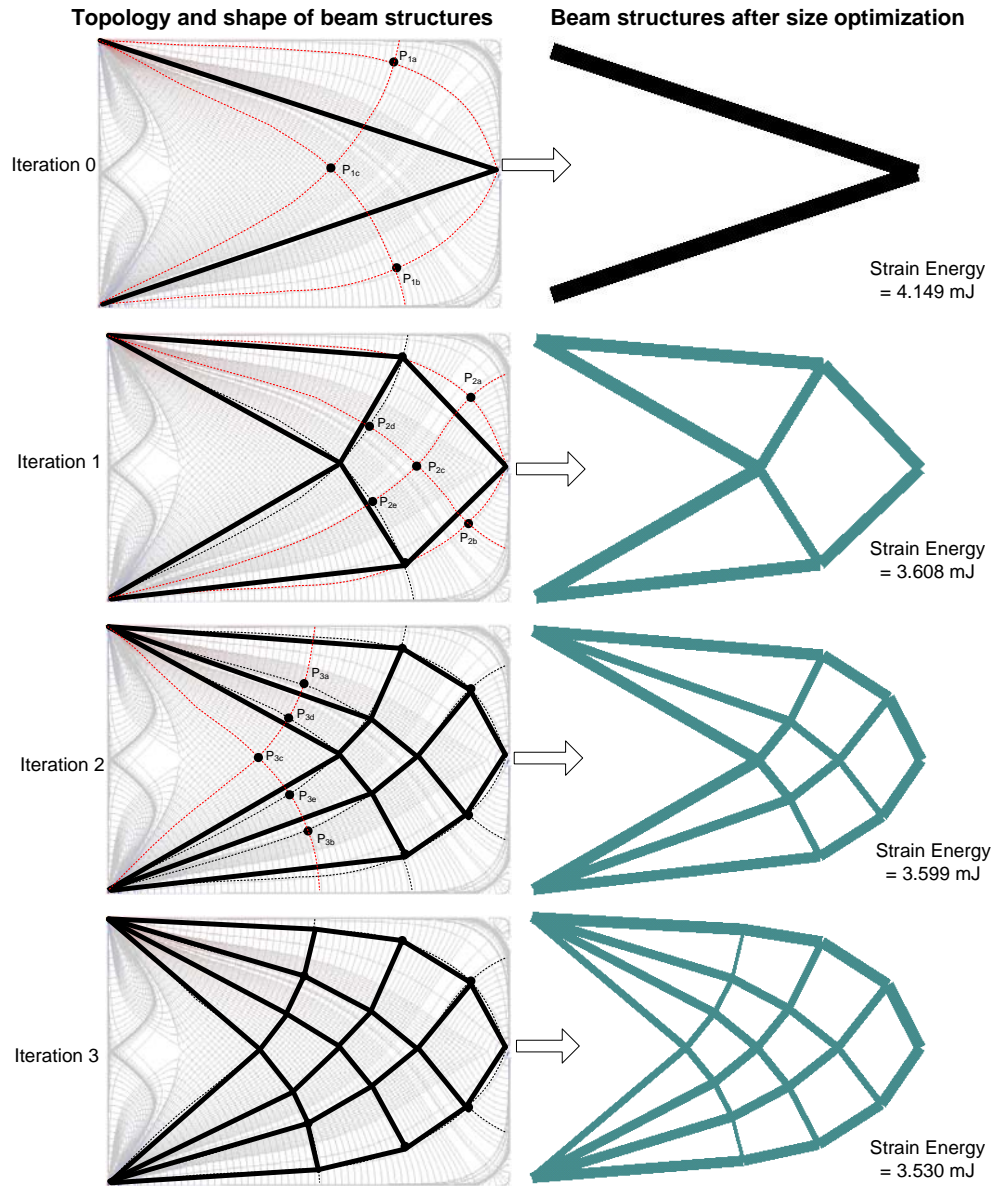 Topology and shape of beam structures
Beam structures after size optimization
Iteration 0
P1a
P1c
P1b
Strain Energy
= 4.149 mJ
Iteration 1
P2a
P2d
P2c
P2e
P2b
Strain Energy
= 3.608 mJ
Iteration 2
P3a
P3d
P3c
P3e
P3b
Strain Energy
= 3.599 mJ
Iteration 3
Strain Energy
= 3.530 mJ